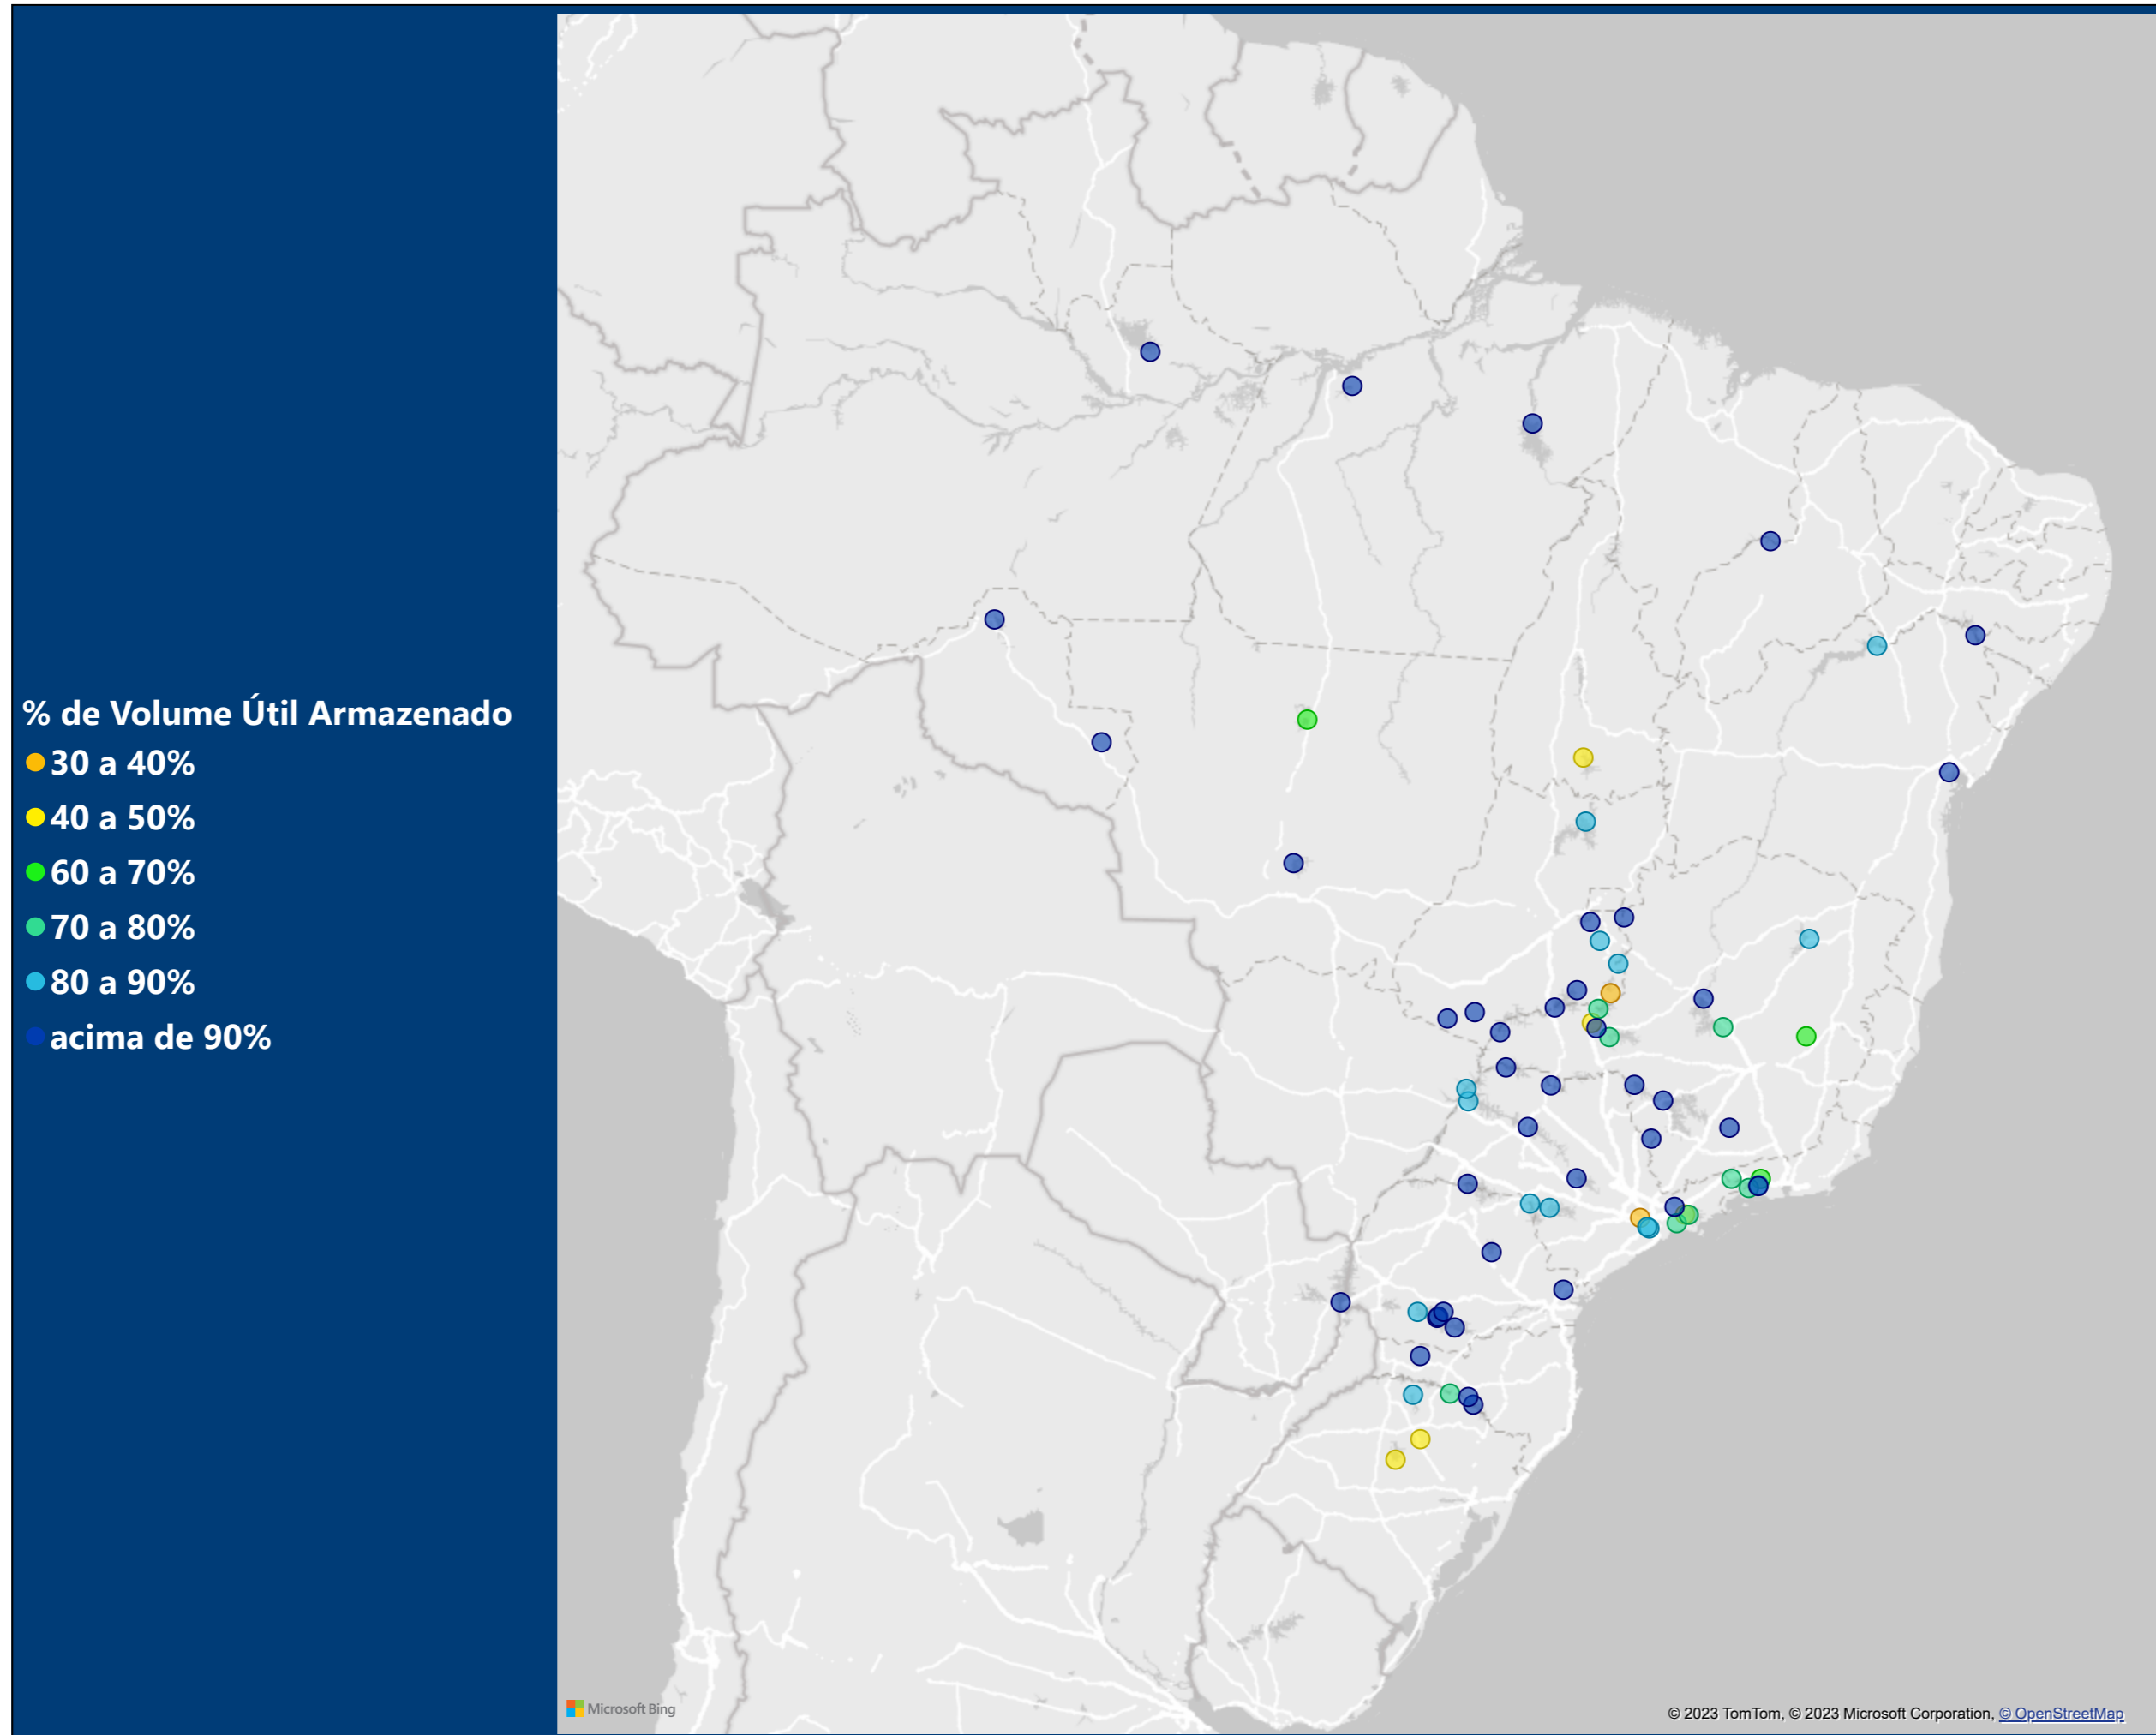 % de Volume Útil Armazenado
30 a 40%
40 a 50%
60 a 70%
70 a 80%
80 a 90%
acima de 90%
Microsoft Bing
© 2023 TomTom, © 2023 Microsoft Corporation, © OpenStreetMap